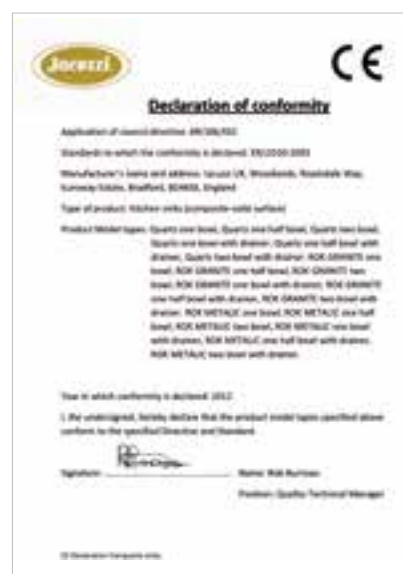 Jacuzzi
CE
Declaration of conformity
Application of council directive: 89/106/EEC
Standards to which the conformity is declared:
Manufacturer's name and address: Jacuzzi UK, Woodlands, Roysdale Way,
Euroway Estate, Bradford, England
Type of product: Kitchen sinks (composite-solid surface)
Product Model types: Quartz one bowl, Quartz one half bowl, Quartz two bowl,
Quartz one bowl with drainer, Quartz one half bowl with
drainer, Quartz two bowl with drainer. ROK GRANITE one
bowl, ROK GRANITE one half bowl, ROK GRANITE two
bowl, ROK GRANITE one bowl with drainer, ROK GRANITE
one half bowl with drainer, ROK GRANITE two bowl with
drainer. ROK METALIC one bowl, ROK METALIC one half
bowl, ROK METALIC two bowl, ROK METALIC one bowl
with drainer, ROK METALIC one half bowl with drainer,
ROK METALIC two bowl with drainer.
Year in which conformity is declared: 2012
I, the undersigned, hereby declare that the product model types specified above
conform to the specified Directive and Standard.
Signature: Name: Rob
Position: Quality Technical Manager
CE Declaration Composite sinks